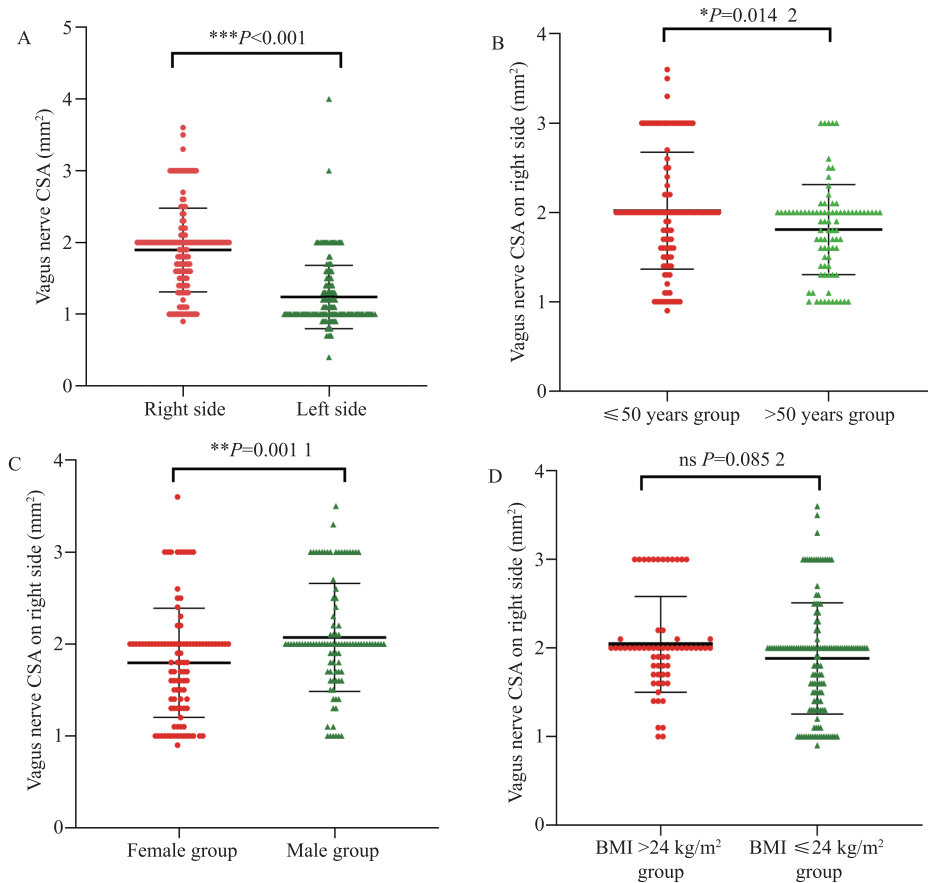 A
***P<0.001
Vagus nerve CSA (mm²)
5
4
3
2
1
0
Right side
Left side
B
*P=0.014 2
Vagus nerve CSA on right side (mm²)
4
3
2
1
0
≤50 years group
>50 years group
C
**P=0.001 1
Vagus nerve CSA on right side (mm²)
4
3
2
1
0
Female group
Male group
D
ns P=0.085 2
Vagus nerve CSA on right side (mm²)
4
3
2
1
0
BMI >24 kg/m²
group
BMI ≤24 kg/m²
group